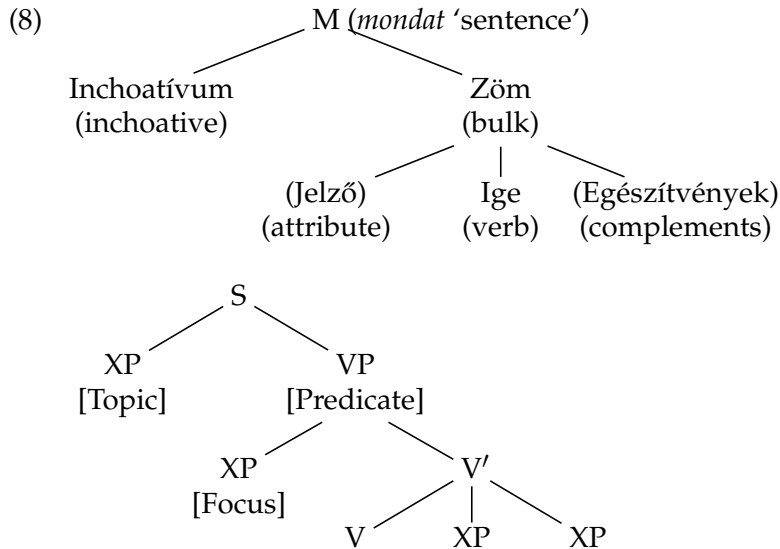 (8) M (mondat ‘sentence’)
Inchoatívum Zöm
(inchoative) (bulk)
(Jelző) Ige (Egészítvények)
(attribute) (verb) (complements)
S
XP VP
[Topic] [Predicate]
XP V′
[Focus]
V XP XP